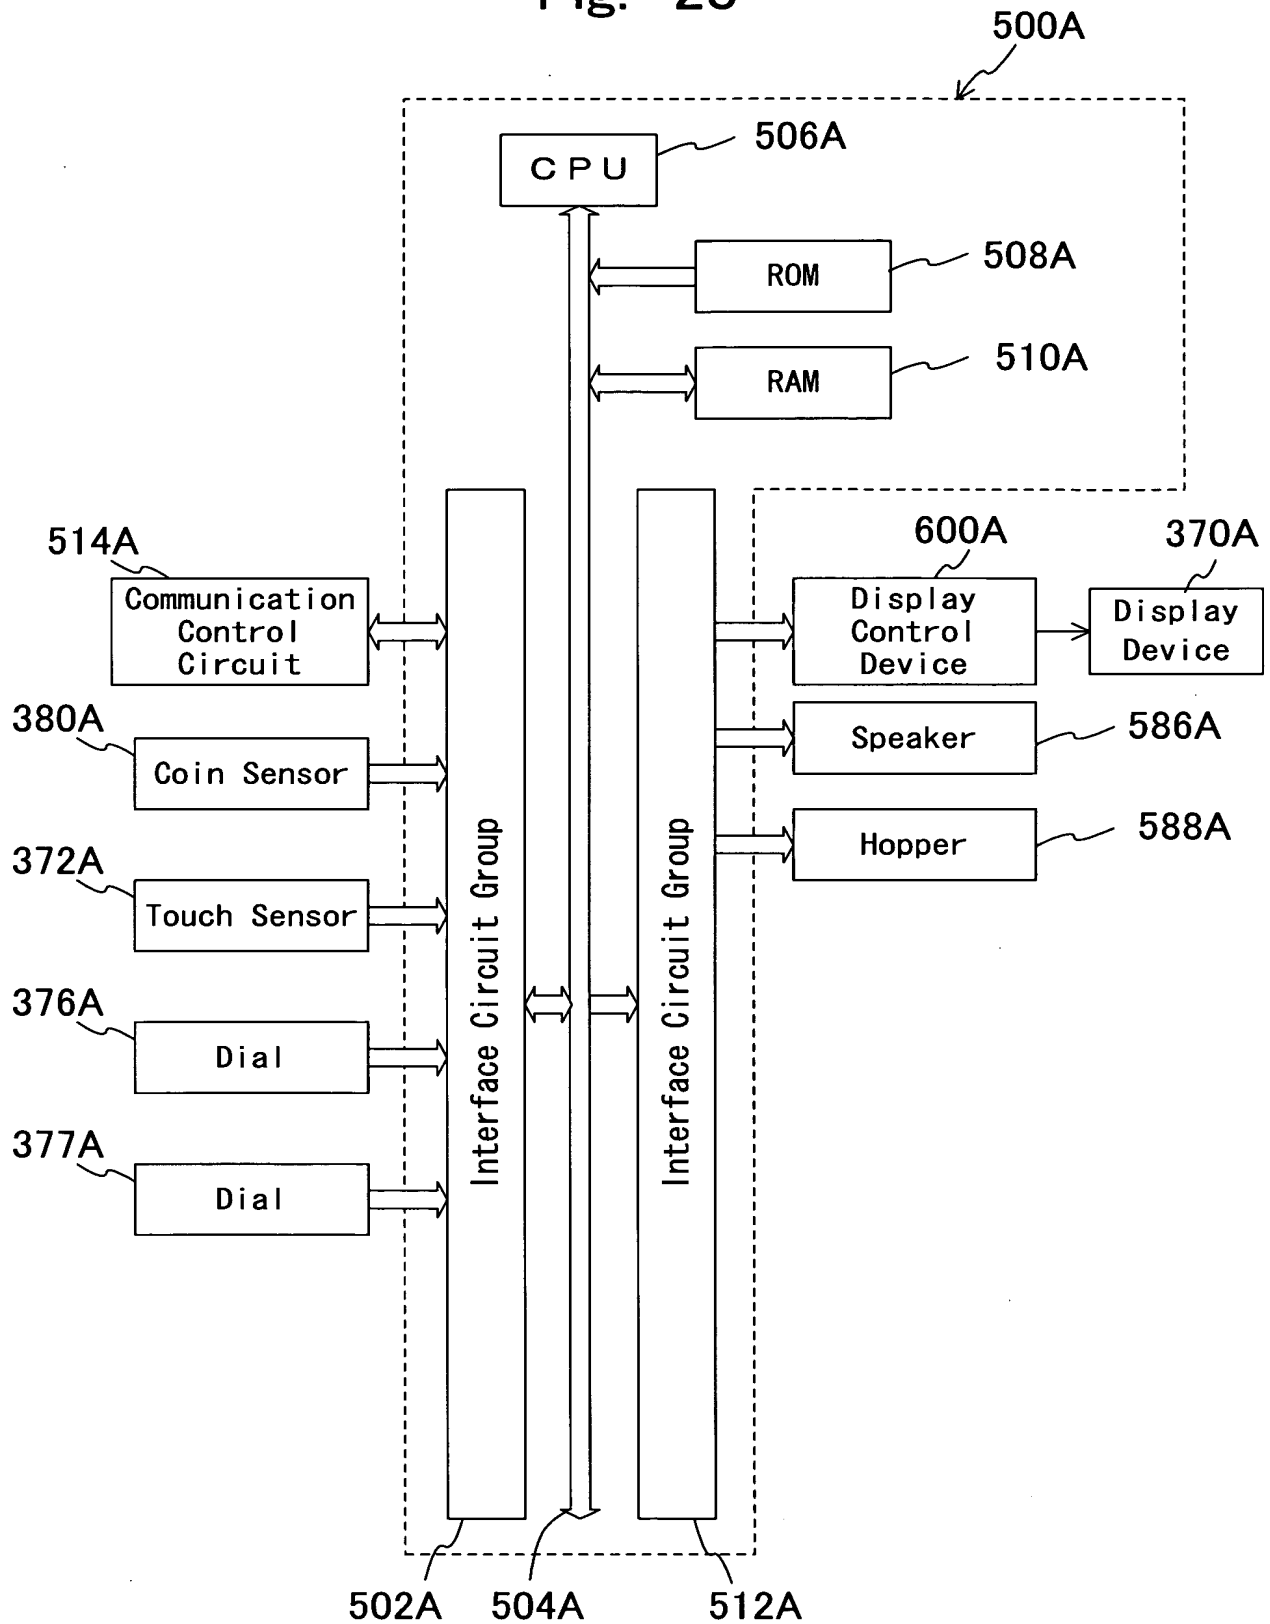 500A
CPU
506A
ROM
508A
RAM
510A
514A
Communication
Control
Circuit
600A
Display
Control
Device
370A
Display
Device
380A
Coin Sensor
Speaker
586A
372A
Touch Sensor
Hopper
588A
376A
Dial
377A
Dial
Interface Circuit Group
Interface Circuit Group
502A
504A
512A